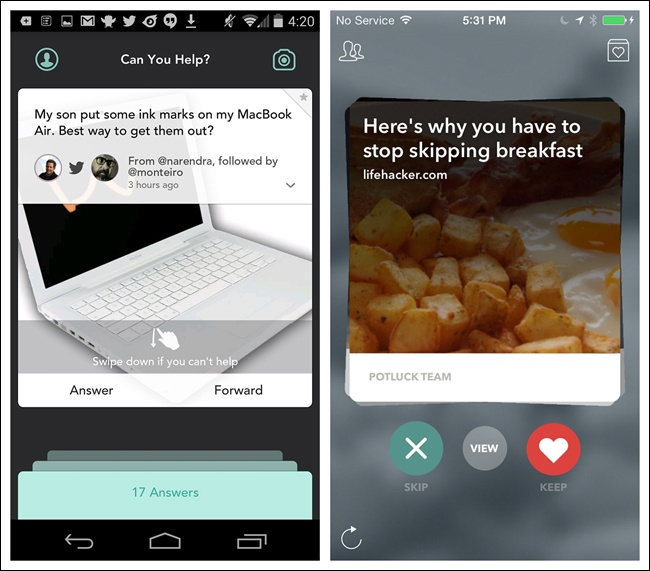 4:20
Can You Help?
My son put some ink marks on my MacBook
Air. Best way to get them out?
From @narendra, followed by
@monteiro
3 hours ago
Swipe down if you can't help
Answer
Forward
17 Answers
No Service
5:31 PM
Here's why you have to
stop skipping breakfast
lifehacker.com
POTLUCK TEAM
VIEW
SKIP
KEEP